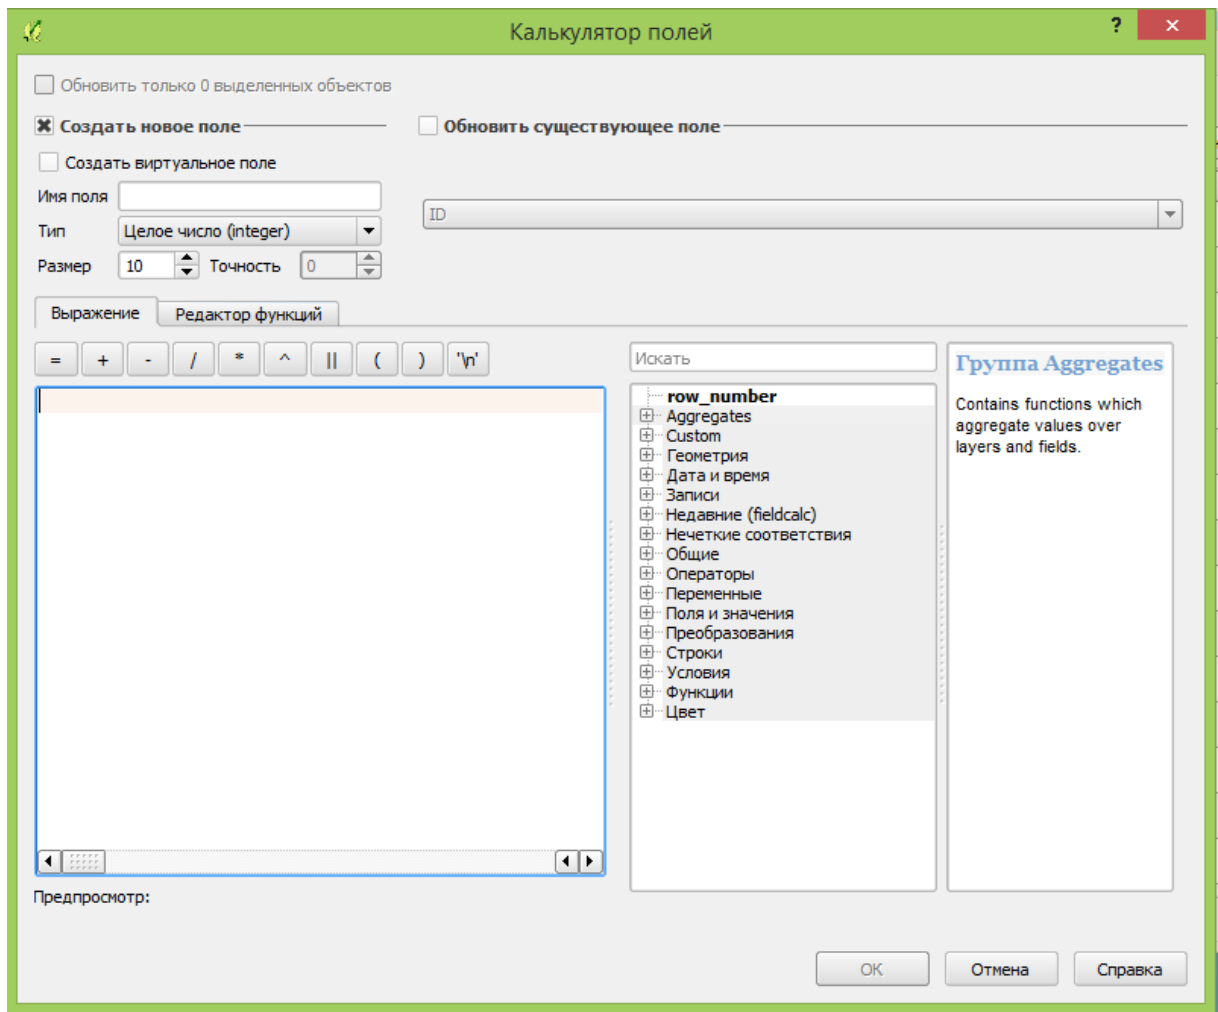 Калькулятор полей
?
×
Обновить только 0 выделенных объектов
Создать новое поле
Обновить существующее поле
Создать виртуальное поле
Имя поля
ID
Тип
Целое число (integer)
Размер
10
Точность
0
Выражение
Редактор функций
= + - / * ^ || ( ) '\n'
Искать
Группа Aggregates
Contains functions which
aggregate values over
layers and fields.
row_number
Aggregates
Custom
Геометрия
Дата и время
Записи
Недавние (fieldcalc)
Нечеткие соответствия
Общие
Операторы
Переменные
Поля и значения
Преобразования
Строки
Условия
Функции
Цвет
Предпросмотр:
OK
Отмена
Справка